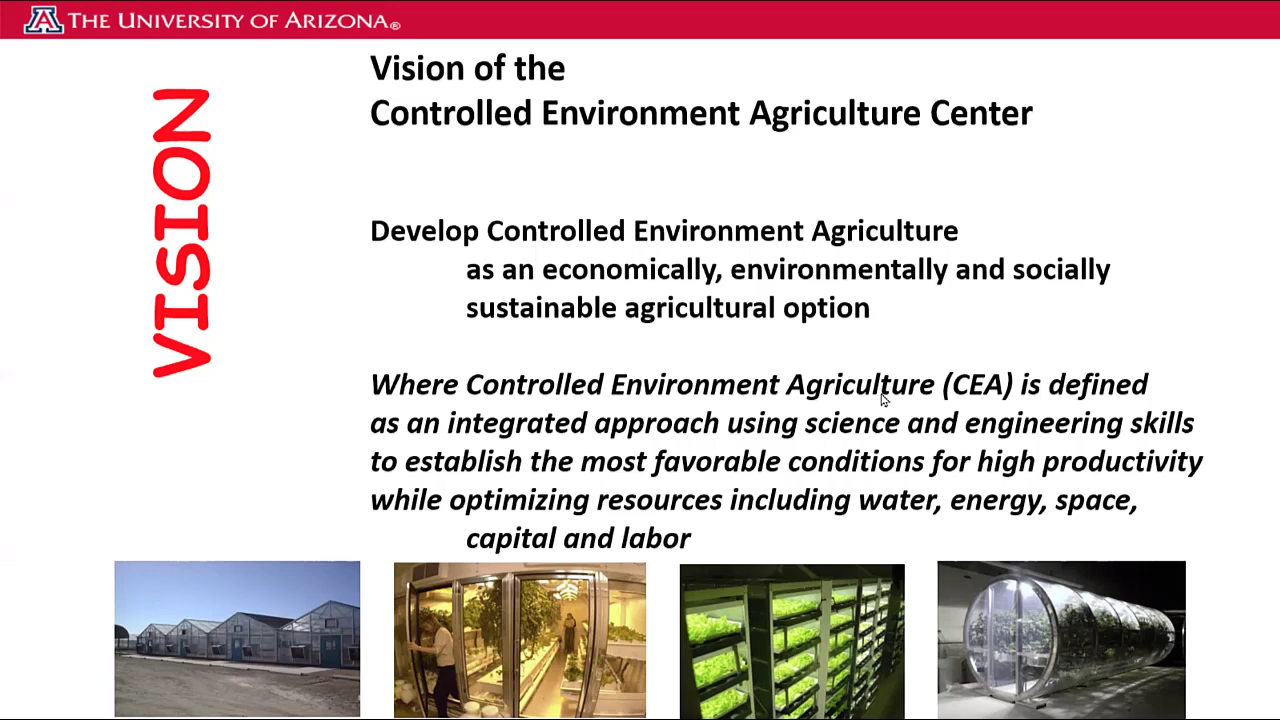 A THE UNIVERSITY OF ARIZONA®
VISION
Vision of the
Controlled Environment Agriculture Center
Develop Controlled Environment Agriculture
as an economically, environmentally and socially
sustainable agricultural option
Where Controlled Environment Agriculture (CEA) is defined
as an integrated approach using science and engineering skills
to establish the most favorable conditions for high productivity
while optimizing resources including water, energy, space,
capital and labor